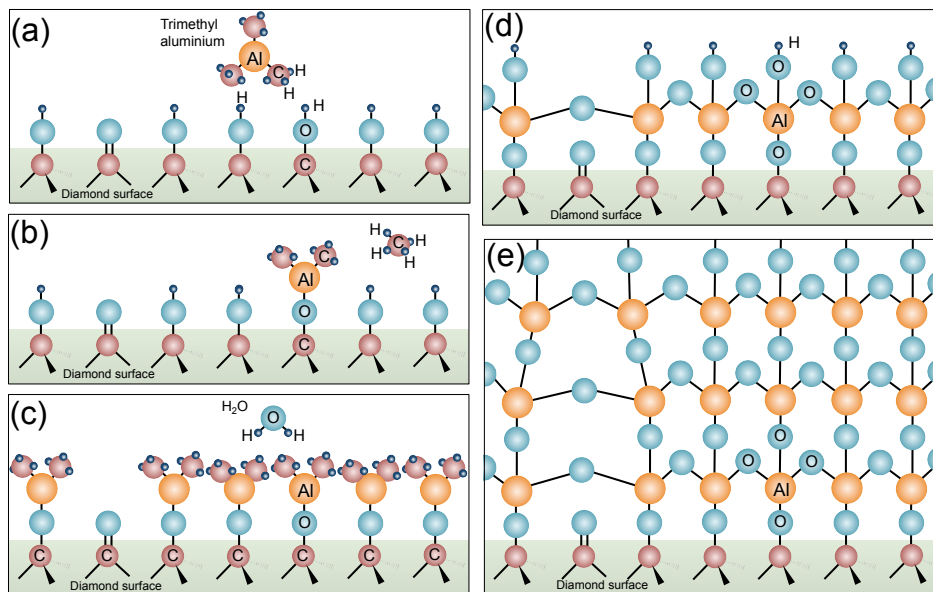 (a)
Trimethyl
aluminium
Al
C
H
H
H
H
O
C
Diamond surface
(b)
Al
C
H
C
H
H
H
O
C
Diamond surface
(c)
H2O
O
H
H
Al
O
C
C
C
C
C
C
C
Diamond surface
(d)
H
O
O
O
Al
O
Diamond surface
(e)
O
O
O
Al
O
Diamond surface